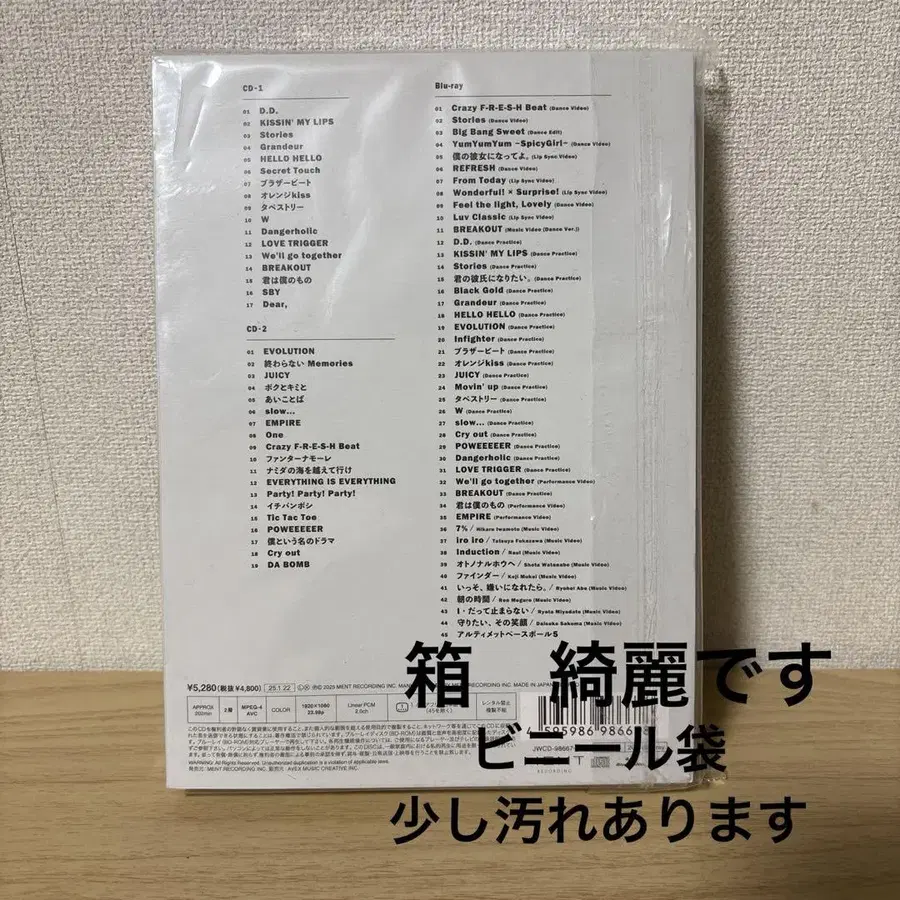 CD-1
01 D.D.
02 KISSIN' MY LIPS
03 Stories
04 Grandeur
05 HELLO HELLO
06 Secret Touch
07 ブラザービート
08 オレンジkiss
09 タペストリー
10 W
11 Dangerholic
12 LOVE TRIGGER
13 We'll go together
14 BREAKOUT
15 君は僕のもの
16 SBY
17 Dear,
CD-2
01 EVOLUTION
02 終わらない Memories
03 JUICY
04 ボクとキミと
05 あいことば
06 slow...
07 EMPIRE
08 One
09 Crazy F-R-E-S-H Beat
10 ファンターナモーレ
11 ナミダの海を越えて行け
12 EVERYTHING IS EVERYTHING
13 Party! Party! Party!
14 イチバンボシ
15 Tic Tac Toe
16 POWEEEEER
17 僕という名のドラマ
18 Cry out
19 DA BOMB
Blu-ray
01 Crazy F-R-E-S-H Beat (Dance Video)
02 Stories (Dance Video)
03 Big Bang Sweet (Dance Edit)
04 YumYumYum ~SpicyGirl~ (Dance Video)
05 僕の彼女になってよ。(Lip Sync Video)
06 REFRESH (Dance Video)
07 From Today (Lip Sync Video)
08 Wonderful! × Surprise! (Lip Sync Video)
09 Feel the light, Lovely (Dance Video)
10 Luv Classic (Lip Sync Video)
11 BREAKOUT (Music Video (Dance Ver.))
12 D.D. (Dance Practice)
13 KISSIN' MY LIPS (Dance Practice)
14 Stories (Dance Practice)
15 君の彼氏になりたい。(Dance Practice)
16 Black Gold (Dance Practice)
17 Grandeur (Dance Practice)
18 HELLO HELLO (Dance Practice)
19 EVOLUTION (Dance Practice)
20 Infighter (Dance Practice)
21 ブラザービート (Dance Practice)
22 オレンジkiss (Dance Practice)
23 JUICY (Dance Practice)
24 Movin' up (Dance Practice)
25 タペストリー (Dance Practice)
26 W (Dance Practice)
27 slow... (Dance Practice)
28 Cry out (Dance Practice)
29 POWEEEEER (Dance Practice)
30 Dangerholic (Dance Practice)
31 LOVE TRIGGER (Dance Practice)
32 We'll go together (Performance Video)
33 BREAKOUT (Dance Practice)
34 君は僕のもの (Performance Video)
35 EMPIRE (Performance Video)
36 7% / Hikaru Iwamoto (Music Video)
37 iro iro / Tatsuya Fukazawa (Music Video)
38 Induction / Raul (Music Video)
39 オトノナルホウヘ / Shota Watanabe (Music Video)
40 ファインダー / Koji Mukai (Music Video)
41 いっそ、嫌いになれたら。/ Ryohei Abe (Music Video)
42 朝の時間 / Ren Meguro (Music Video)
43 I・だって止まらない / Ryota Miyadate (Music Video)
44 守りたい、その笑顔 / Daisuke Sakuma (Music Video)
45 アルティメットベースボール5
箱 綺麗です
ビニール袋
少し汚れあります
¥5,280(税抜¥4,800) 25.1.22 ℗© 2025 MENT RECORDING INC. MADE IN JAPAN
2層
MPEG-4 AVC
COLOR
1920×1080
Linear PCM
レンタル禁止
複製不能
JWCD-98667